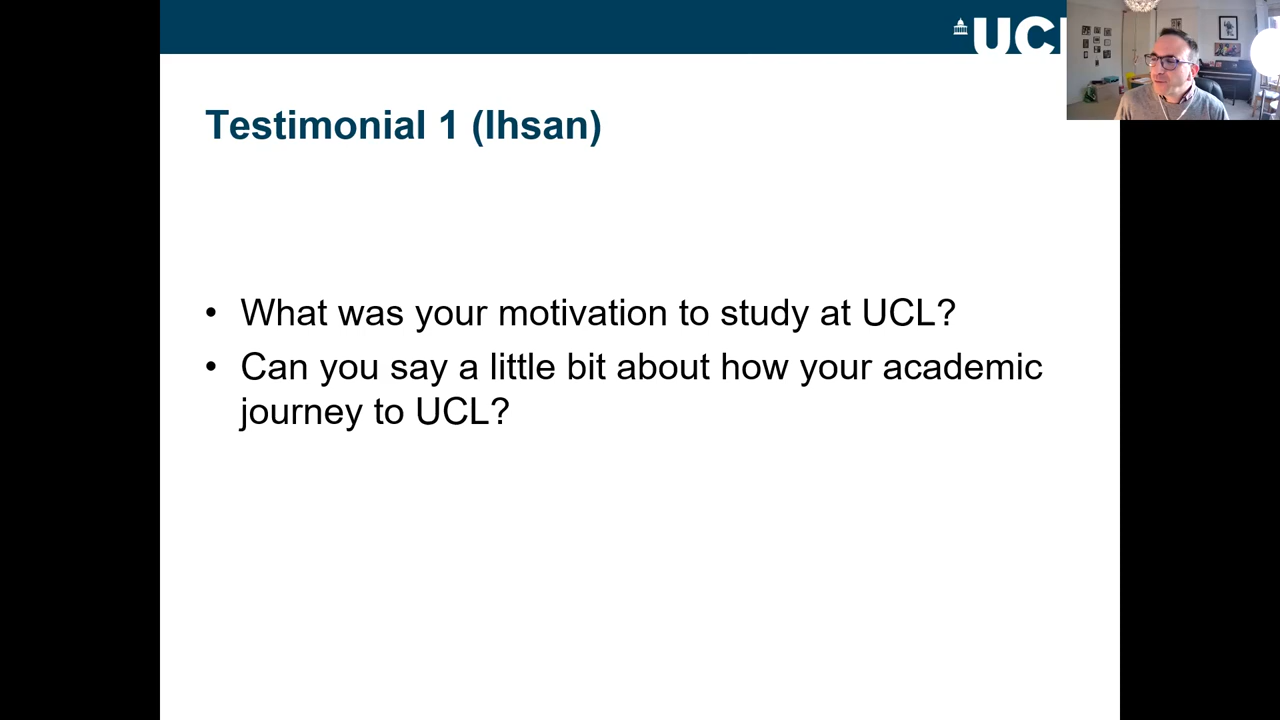 UCL
Testimonial 1 (Ihsan)
• What was your motivation to study at UCL?
• Can you say a little bit about how your academic
journey to UCL?